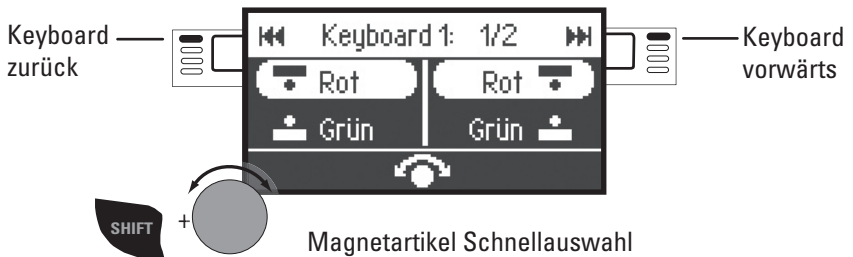 Keyboard
zurück
Keyboard 1: 1/2
Keyboard
vorwärts
Rot
Rot
Grün
Grün
SHIFT
+
Magnetartikel Schnellauswahl